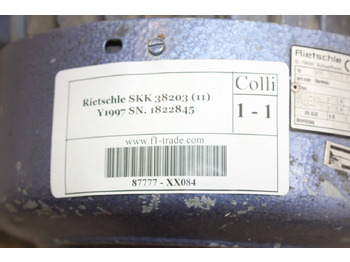 Rietschle SKK 38203 (11)
Y1997 SN. 1822845
www.f1-trade.com
87777 - XX084
Colli
1 - 1
Rietschle